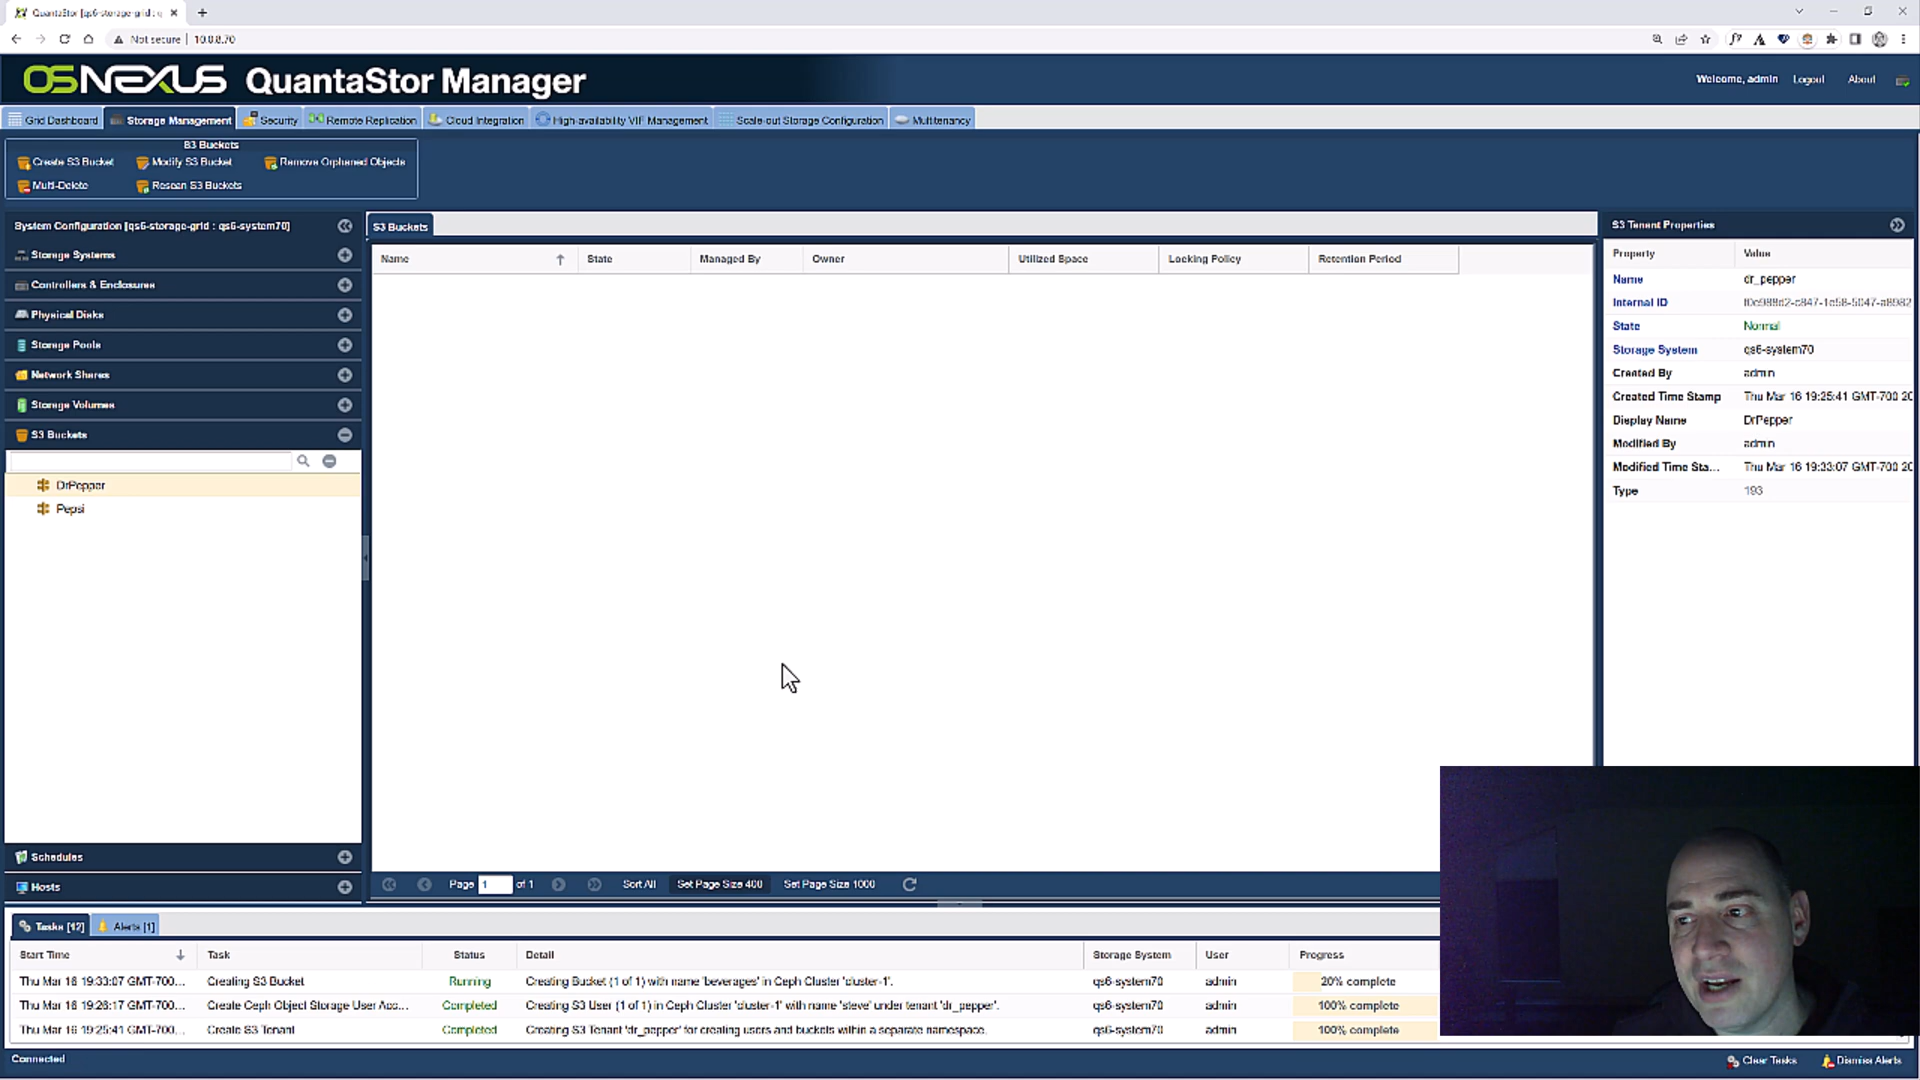 QuantaStor [qs6-storage-grid : q
Not secure | 10.0.8.70
OSNEXUS QuantaStor Manager
Welcome, admin Logout About
Grid Dashboard Storage Management Security Remote Replication Cloud Integration High-availability VIF Management Scale-out Storage Configuration Multitenancy
S3 Buckets
Create S3 Bucket Modify S3 Bucket Remove Orphaned Objects
Multi-Delete Rescan S3 Buckets
System Configuration [qs6-storage-grid : qs6-system70]
Storage Systems
Controllers & Enclosures
Physical Disks
Storage Pools
Network Shares
Storage Volumes
S3 Buckets
DrPepper
Pepsi
Schedules
Hosts
S3 Buckets
Name State Managed By Owner Utilized Space Locking Policy Retention Period
Page 1 of 1 Sort All Set Page Size 400 Set Page Size 1000
S3 Tenant Properties
Property Value
Name dr_pepper
Internal ID f0c988d2-c847-1e58-5047-a8982
State Normal
Storage System qs6-system70
Created By admin
Created Time Stamp Thu Mar 16 19:25:41 GMT-700 20
Display Name DrPepper
Modified By admin
Modified Time Sta... Thu Mar 16 19:33:07 GMT-700 20
Type 193
Tasks [12] Alerts [1]
Start Time Task Status Detail Storage System User Progress
Thu Mar 16 19:33:07 GMT-700... Creating S3 Bucket Running Creating Bucket (1 of 1) with name 'beverages' in Ceph Cluster 'cluster-1'. qs6-system70 admin 20% complete
Thu Mar 16 19:26:17 GMT-700... Create Ceph Object Storage User Acc... Completed Creating S3 User (1 of 1) in Ceph Cluster 'cluster-1' with name 'steve' under tenant 'dr_pepper'. qs6-system70 admin 100% complete
Thu Mar 16 19:25:41 GMT-700... Create S3 Tenant Completed Creating S3 Tenant 'dr_pepper' for creating users and buckets within a separate namespace. qs6-system70 admin 100% complete
Connected Clear Tasks Dismiss Alerts